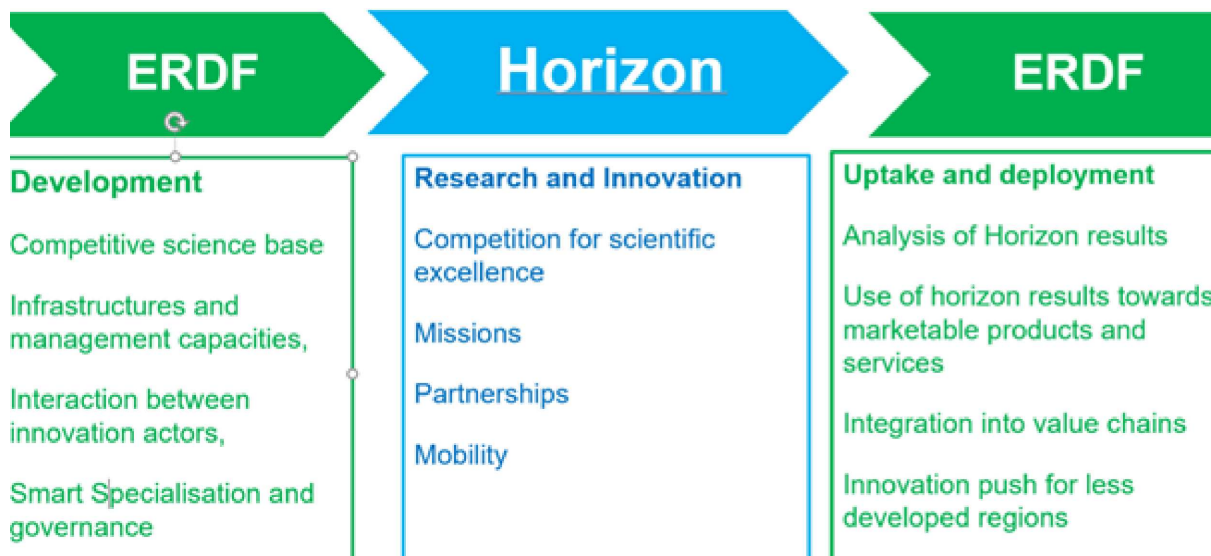 ERDF
Horizon
ERDF
Development
Competitive science base
Infrastructures and
management capacities,
Interaction between
innovation actors,
Smart Specialisation and
governance
Research and Innovation
Competition for scientific
excellence
Missions
Partnerships
Mobility
Uptake and deployment
Analysis of Horizon results
Use of horizon results towards
marketable products and
services
Integration into value chains
Innovation push for less
developed regions